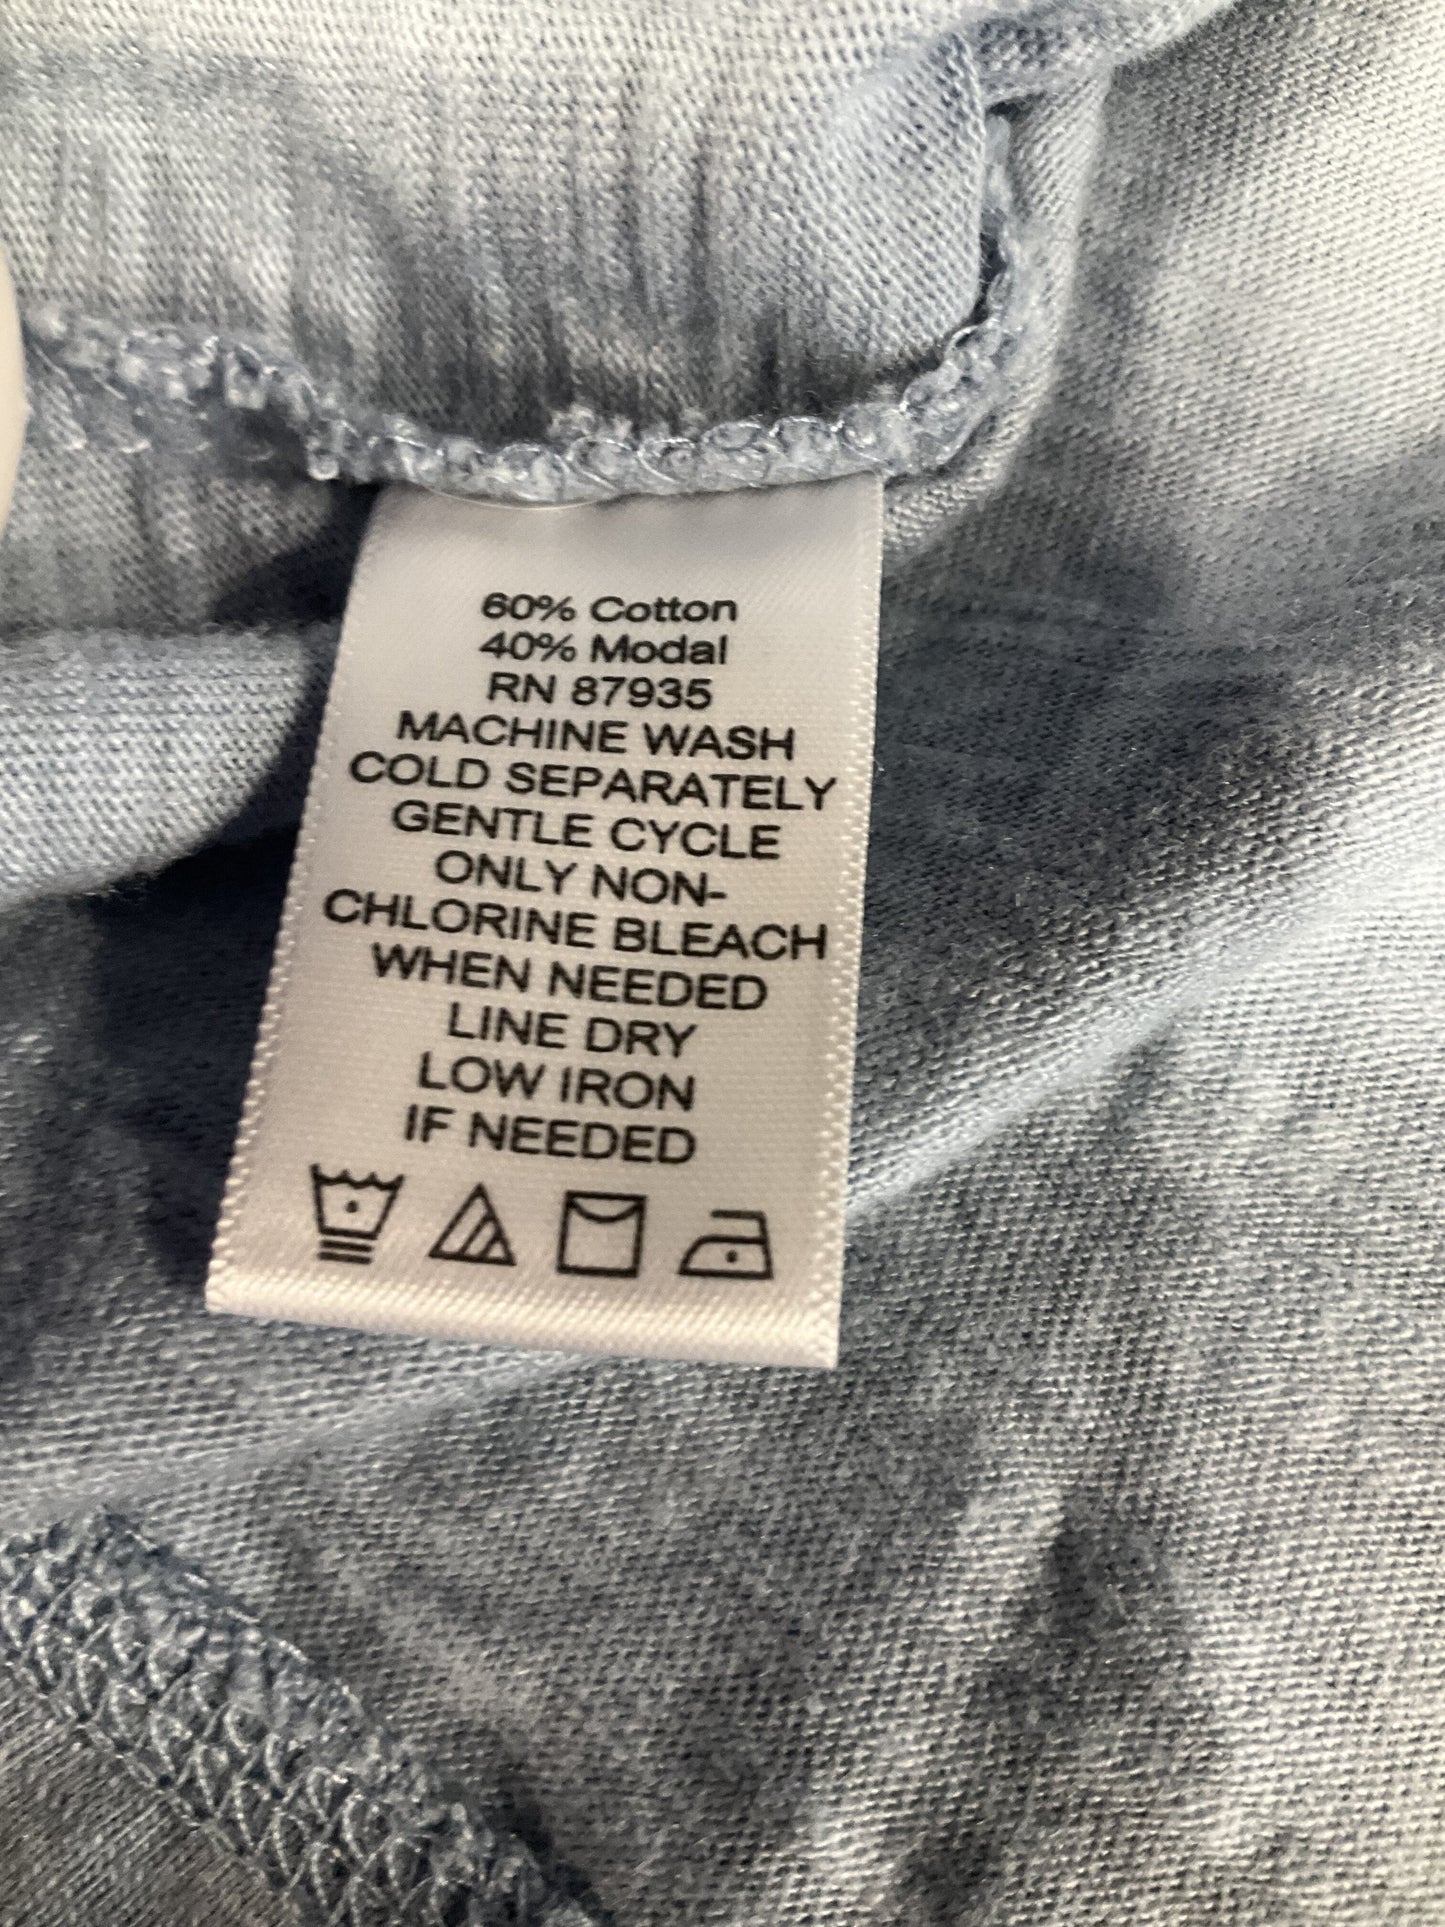 60% Cotton
40% Modal
RN 87935
MACHINE WASH
COLD SEPARATELY
GENTLE CYCLE
ONLY NON-
CHLORINE BLEACH
WHEN NEEDED
LINE DRY
LOW IRON
IF NEEDED